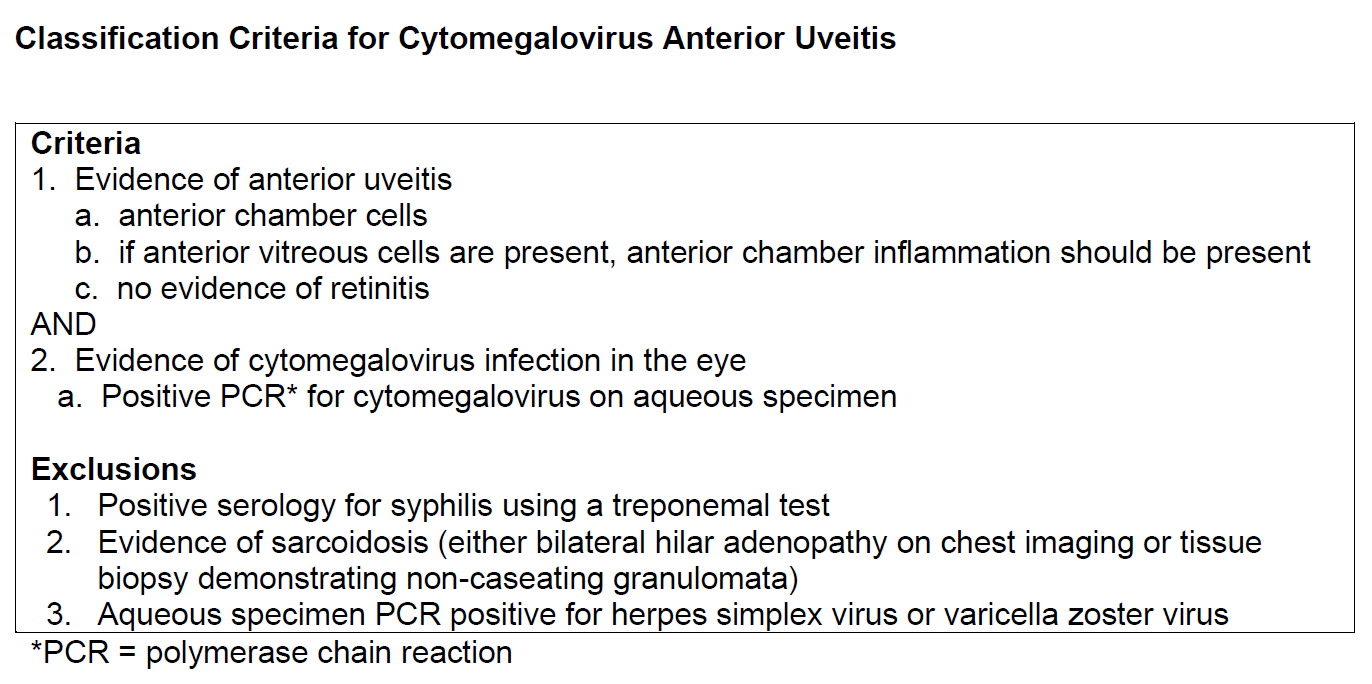 Classification Criteria for Cytomegalovirus Anterior Uveitis
Criteria
1. Evidence of anterior uveitis
a. anterior chamber cells
b. if anterior vitreous cells are present, anterior chamber inflammation should be present
c. no evidence of retinitis
AND
2. Evidence of cytomegalovirus infection in the eye
a. Positive PCR* for cytomegalovirus on aqueous specimen
Exclusions
1. Positive serology for syphilis using a treponemal test
2. Evidence of sarcoidosis (either bilateral hilar adenopathy on chest imaging or tissue
biopsy demonstrating non-caseating granulomata)
3. Aqueous specimen PCR positive for herpes simplex virus or varicella zoster virus
*PCR = polymerase chain reaction